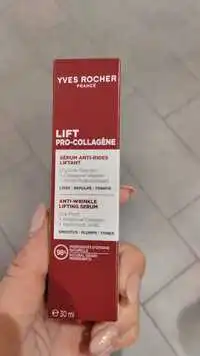 YVES ROCHER
FRANCE
LIFT
PRO-COLLAGÈNE
SÉRUM ANTI-RIDES
LIFTANT
LISSE - REPULPE - TONIFIE
ANTI-WRINKLE
LIFTING SERUM
SMOOTHS - PLUMPS - TONES
98%
℮ 30 ml